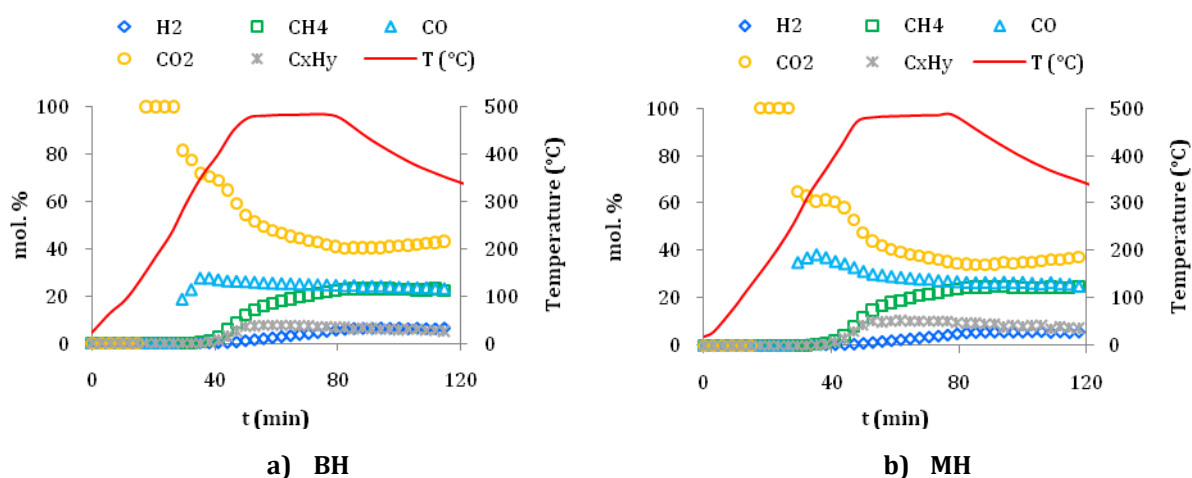 H2 CH4 CO
CO2 CxHy T (°C)
100 500
80 400
60 300
40 200
20 100
0 0
0 40 80 120
mol. %
Temperature (°C)
t (min)
a) BH
H2 CH4 CO
CO2 CxHy T (°C)
100 500
80 400
60 300
40 200
20 100
0 0
0 40 80 120
mol. %
Temperature (°C)
t (min)
b) MH